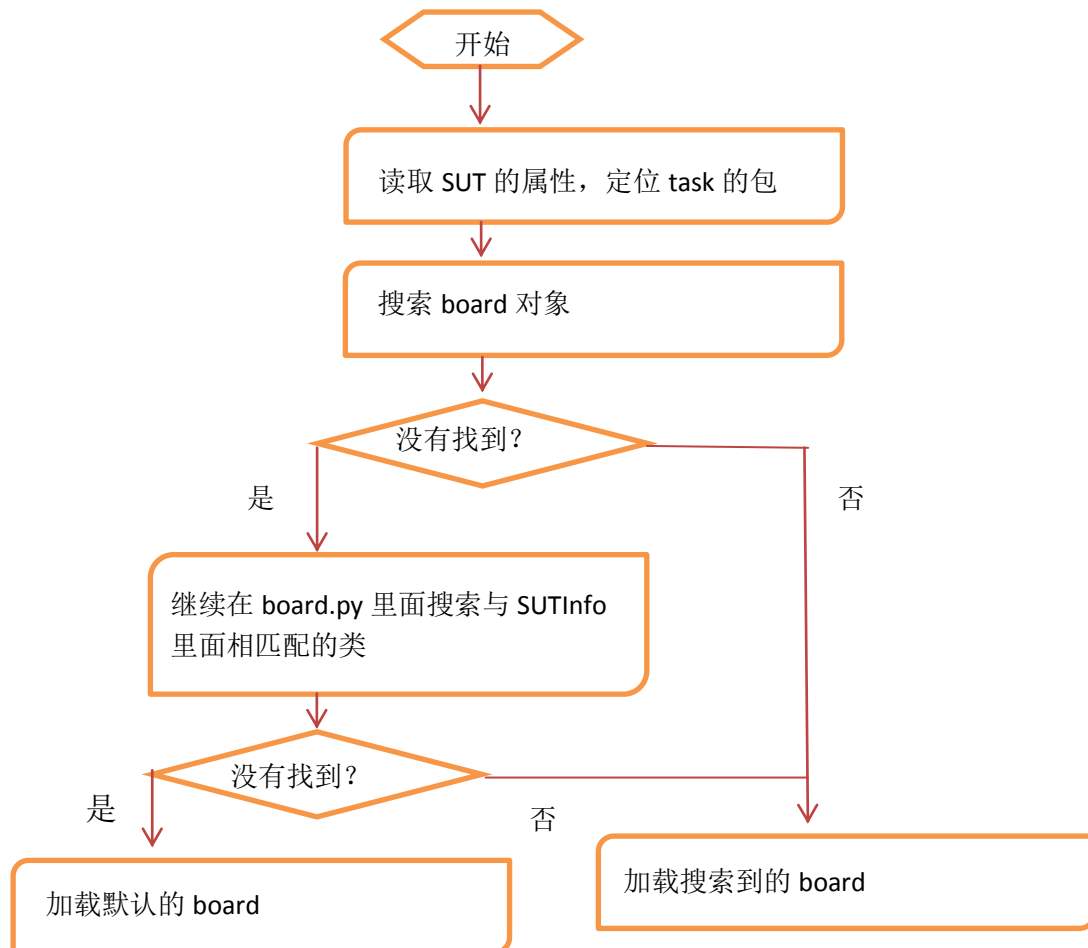 开始
读取 SUT 的属性，定位 task 的包
搜索 board 对象
没有找到？
是
否
继续在 board.py 里面搜索与 SUTInfo
里面相匹配的类
没有找到？
是
否
加载默认的 board
加载搜索到的 board